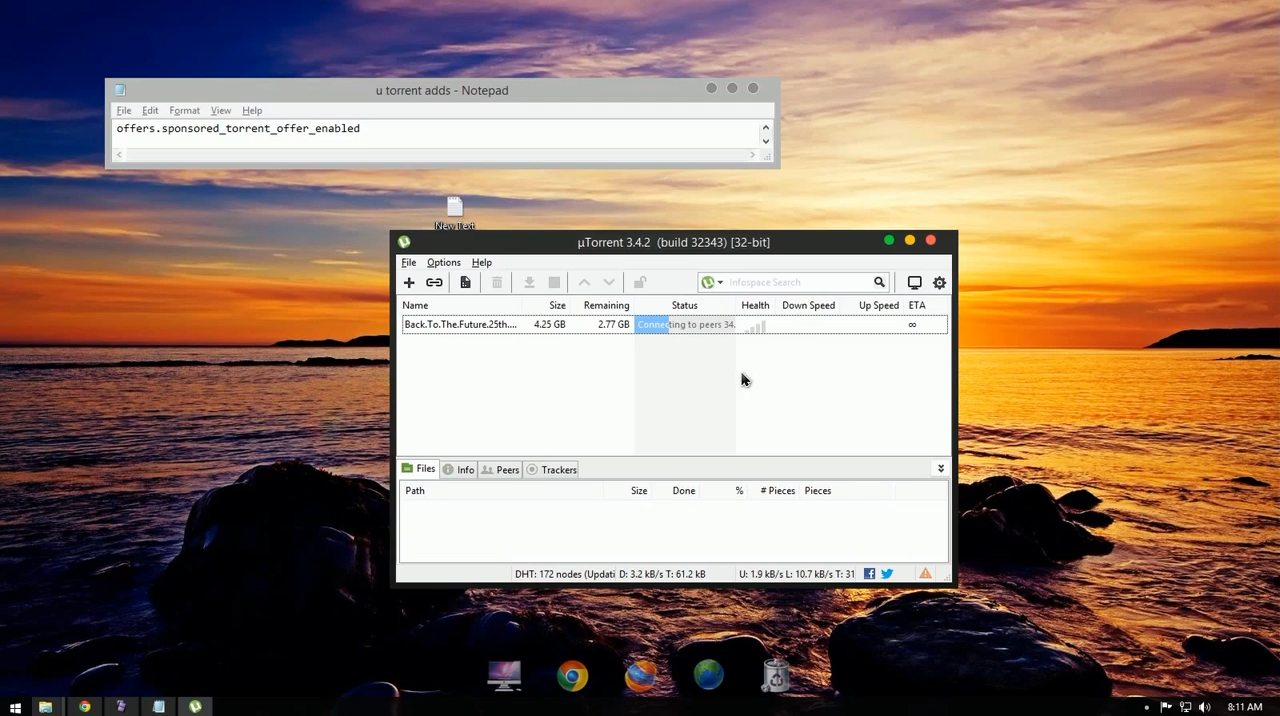 u torrent adds - Notepad
File Edit Format View Help
offers.sponsored_torrent_offer_enabled
New Text
µTorrent 3.4.2 (build 32343) [32-bit]
File Options Help
Infospace Search
Name Size Remaining Status Health Down Speed Up Speed ETA
Back.To.The.Future.25th.... 4.25 GB 2.77 GB Connecting to peers 34. ∞
Files Info Peers Trackers
Path Size Done % # Pieces Pieces
DHT: 172 nodes (Updati D: 3.2 kB/s T: 61.2 kB U: 1.9 kB/s L: 10.7 kB/s T: 31
8:11 AM